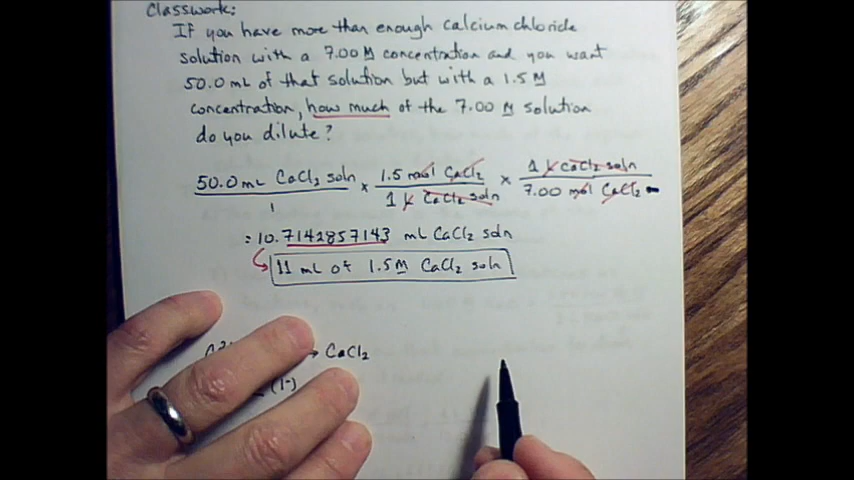 Classwork:
If you have more than enough calcium chloride
solution with a 7.00 M concentration and you want
50.0 mL of that solution but with a 1.5 M
concentration, how much of the 7.00 M solution
do you dilute?
50.0 mL CaCl₂ soln / 1 × 1.5 mol CaCl₂ / 1 L CaCl₂ soln × 1 L CaCl₂ soln / 7.00 mol CaCl₂
= 10.7142857143 mL CaCl₂ soln
11 mL of 1.5 M CaCl₂ soln
→ CaCl₂
(1-)